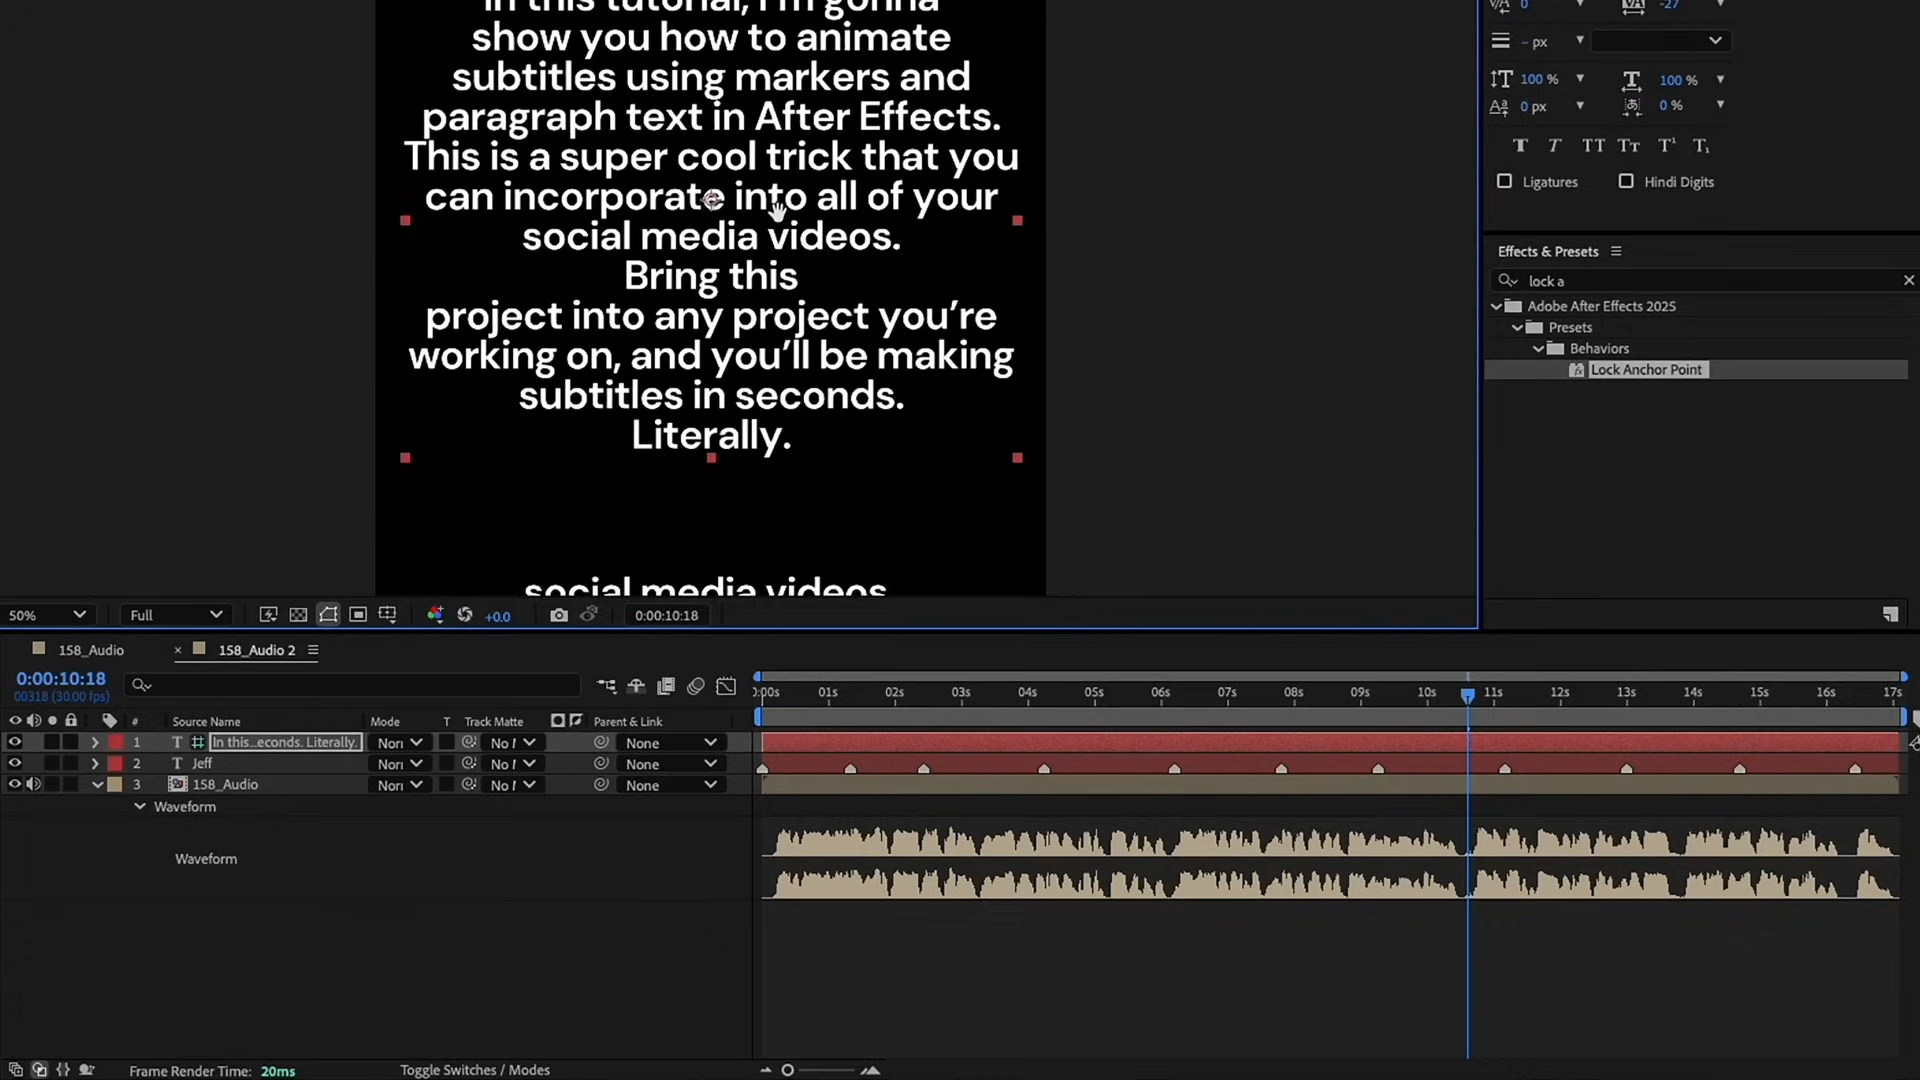 In this tutorial, I'm gonna
show you how to animate
subtitles using markers and
paragraph text in After Effects.
This is a super cool trick that you
can incorporate into all of your
social media videos.
Bring this
project into any project you’re
working on, and you’ll be making
subtitles in seconds.
Literally.
social media videos
0
-27
- px
100 %
100 %
0 px
0 %
Ligatures
Hindi Digits
Effects & Presets
lock a
Adobe After Effects 2025
Presets
Behaviors
Lock Anchor Point
50%
Full
+0.0
0:00:10:18
158_Audio
158_Audio 2
0:00:10:18
00318 (30.00 fps)
0:00s 01s 02s 03s 04s 05s 06s 07s 08s 09s 10s 11s 12s 13s 14s 15s 16s 17s
# Source Name Mode T Track Matte Parent & Link
1 T In this...econds. Literally. Nor No None
2 T Jeff Nor No None
3 158_Audio Nor No None
Waveform
Waveform
Frame Render Time: 20ms
Toggle Switches / Modes